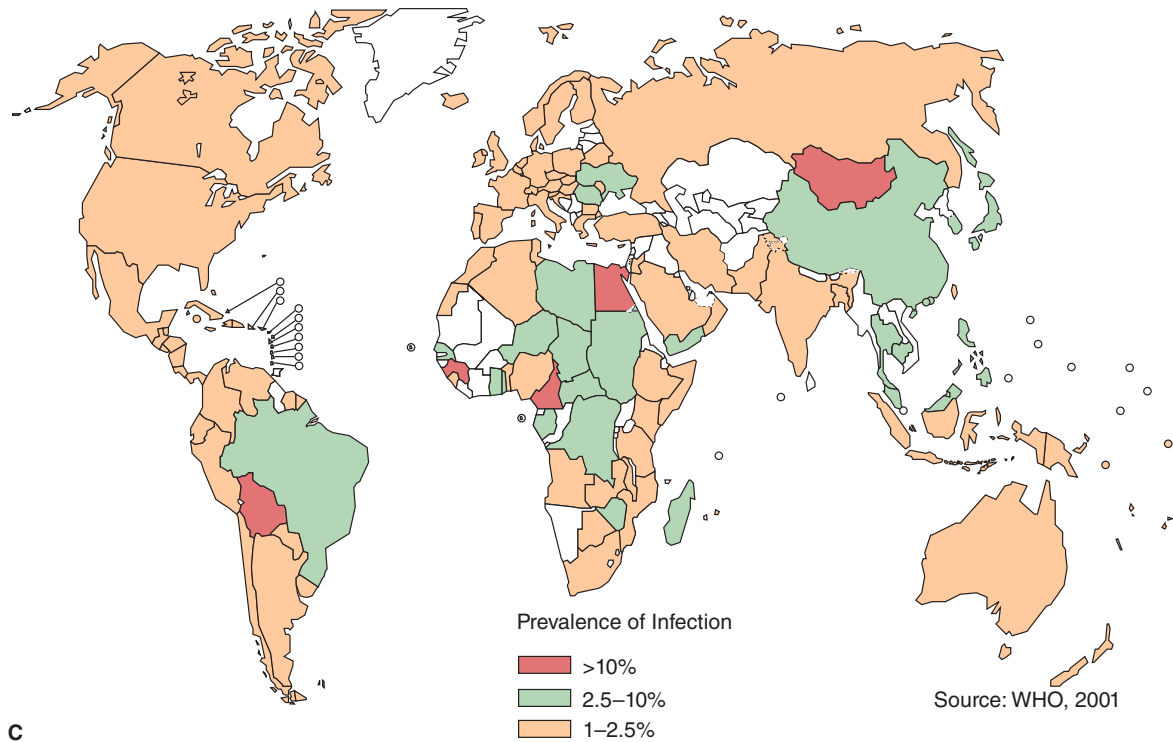 Prevalence of Infection
>10%
2.5–10%
1–2.5%
Source: WHO, 2001
C